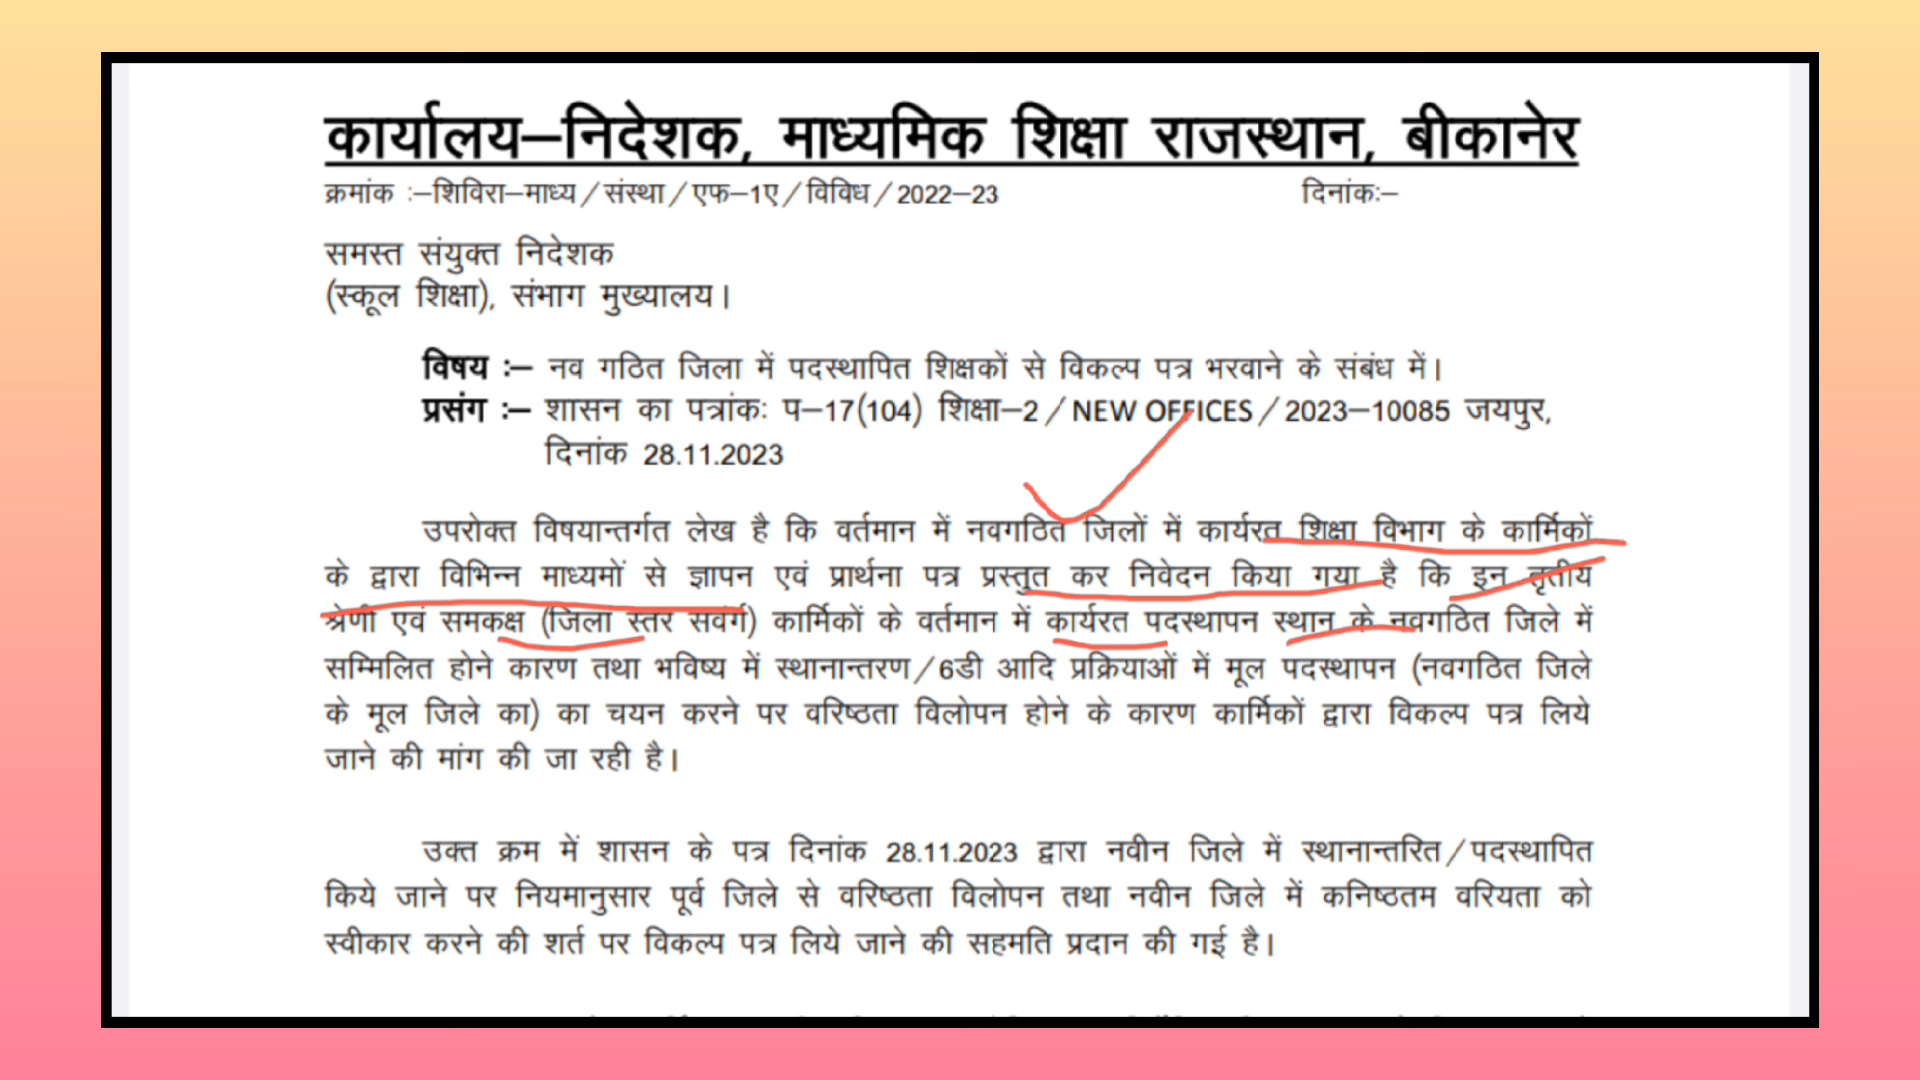 कार्यालय–निदेशक, माध्यमिक शिक्षा राजस्थान, बीकानेर
क्रमांक :–शिविरा–माध्य/संस्था/एफ–1ए/विविध/2022–23 दिनांकः–
समस्त संयुक्त निदेशक
(स्कूल शिक्षा), संभाग मुख्यालय।
विषय :– नव गठित जिला में पदस्थापित शिक्षकों से विकल्प पत्र भरवाने के संबंध में।
प्रसंग :– शासन का पत्रांकः प–17(104) शिक्षा–2/NEW OFFICES/2023–10085 जयपुर,
दिनांक 28.11.2023
उपरोक्त विषयान्तर्गत लेख है कि वर्तमान में नवगठित जिलों में कार्यरत शिक्षा विभाग के कार्मिकों
के द्वारा विभिन्न माध्यमों से ज्ञापन एवं प्रार्थना पत्र प्रस्तुत कर निवेदन किया गया है कि इन तृतीय
श्रेणी एवं समकक्ष (जिला स्तर संवर्ग) कार्मिकों के वर्तमान में कार्यरत पदस्थापन स्थान के नवगठित जिले में
सम्मिलित होने कारण तथा भविष्य में स्थानान्तरण/6डी आदि प्रक्रियाओं में मूल पदस्थापन (नवगठित जिले
के मूल जिले का) का चयन करने पर वरिष्ठता विलोपन होने के कारण कार्मिकों द्वारा विकल्प पत्र लिये
जाने की मांग की जा रही है।
उक्त क्रम में शासन के पत्र दिनांक 28.11.2023 द्वारा नवीन जिले में स्थानान्तरित/पदस्थापित
किये जाने पर नियमानुसार पूर्व जिले से वरिष्ठता विलोपन तथा नवीन जिले में कनिष्ठतम वरियता को
स्वीकार करने की शर्त पर विकल्प पत्र लिये जाने की सहमति प्रदान की गई है।